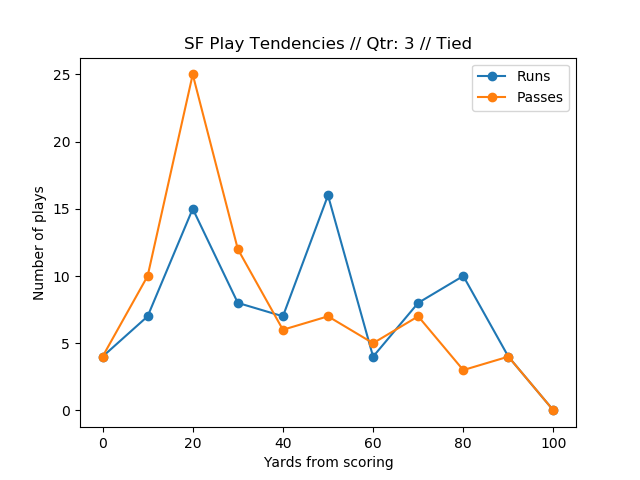 SF Play Tendencies // Qtr: 3 // Tied
Runs
Passes
Number of plays
25
20
15
10
5
0
0 20 40 60 80 100
Yards from scoring